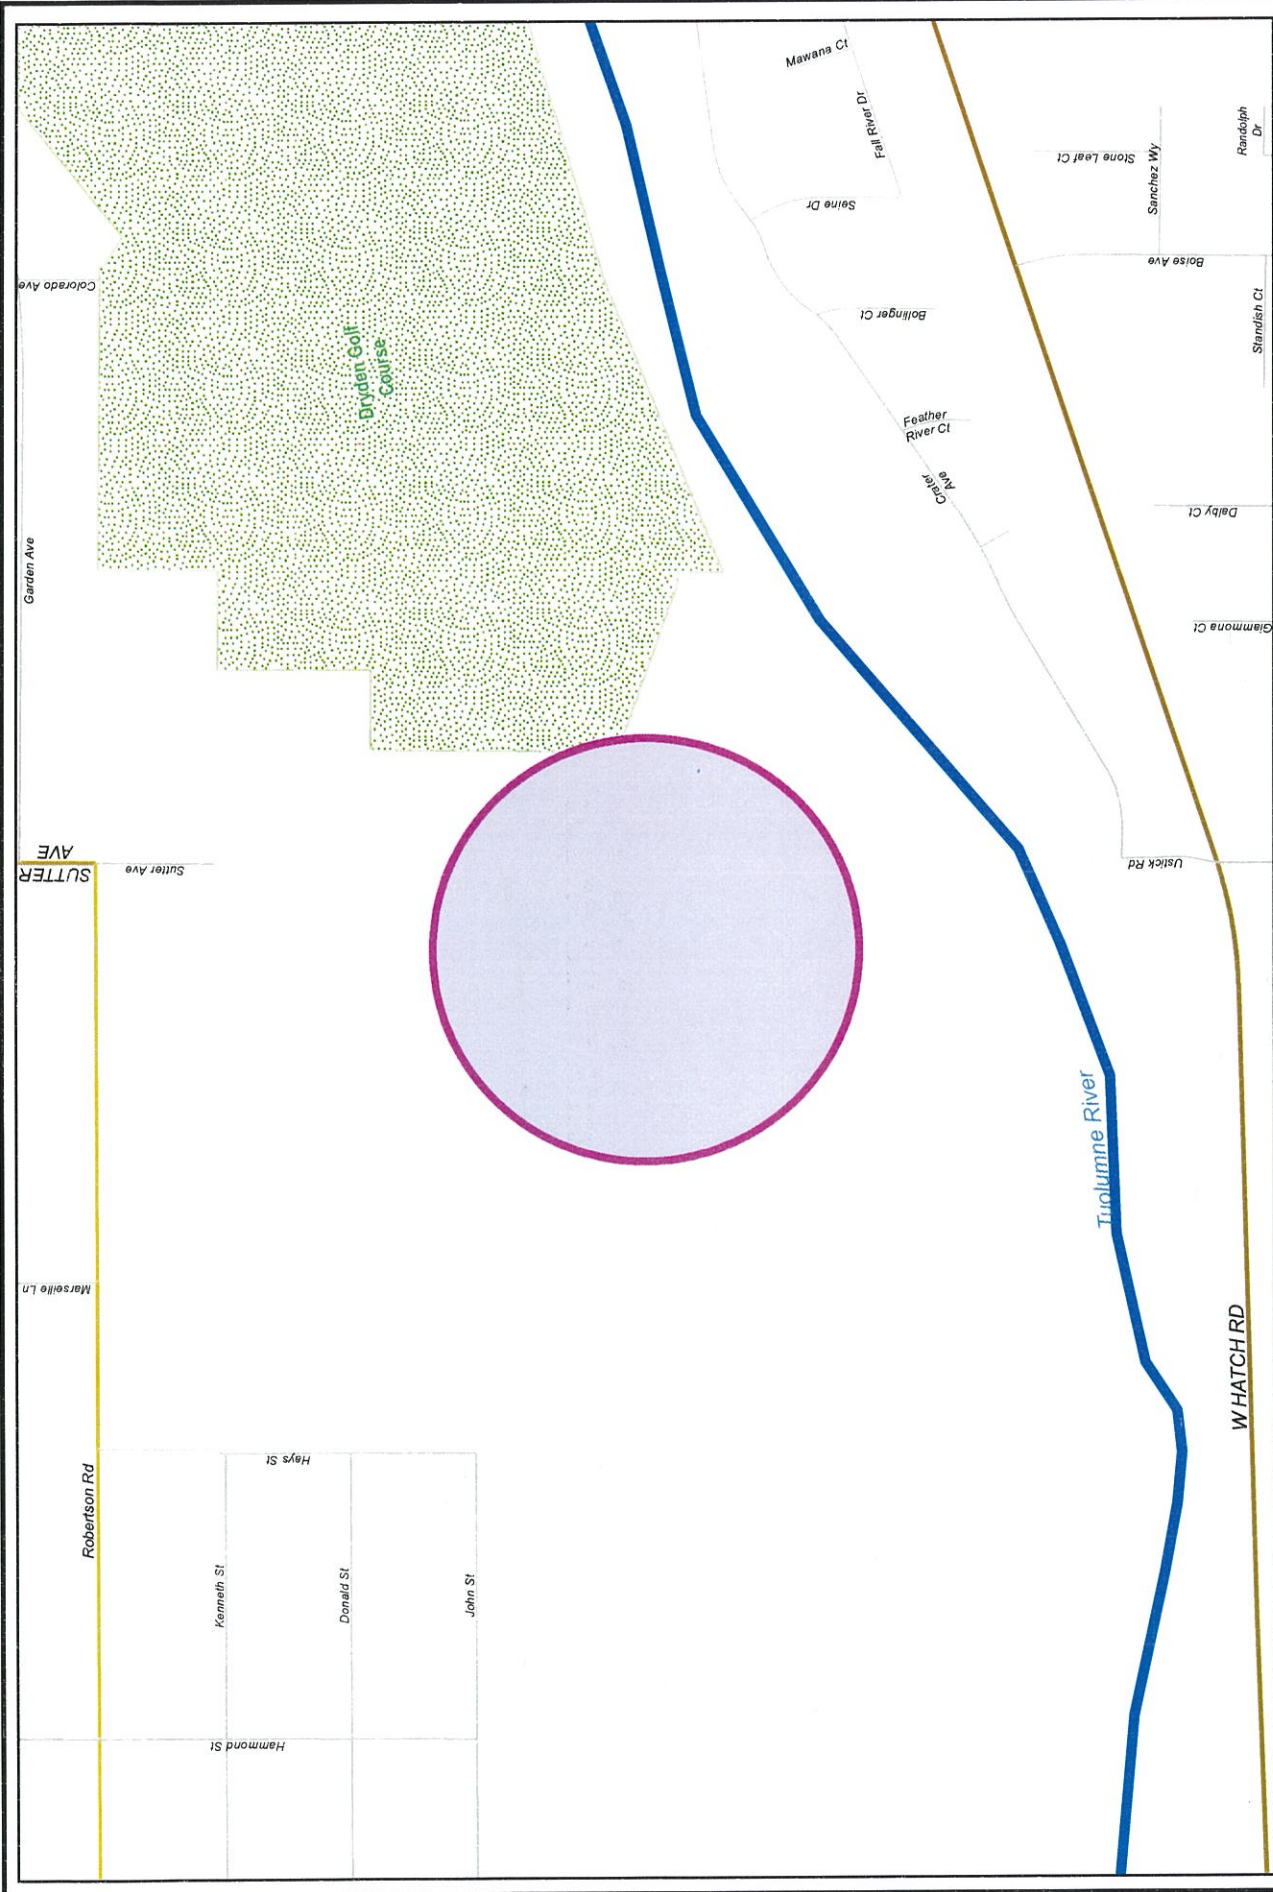 Mawana Ct
Fall River Dr
Seine Dr
Stone Leaf Ct
Sanchez Wy
Randolph
Dr
Boise Ave
Standish Ct
Colorado Ave
Dryden Golf
Course
Bollinger Ct
Feather
River Ct
Crater
Ave
Dalby Ct
Garden Ave
Giammona Ct
SUTTER
AVE
Sutter Ave
Ustick Rd
Tuolumne River
Marseille Ln
W HATCH RD
Hays St
Robertson Rd
Kenneth St
Donald St
John St
Hammond St